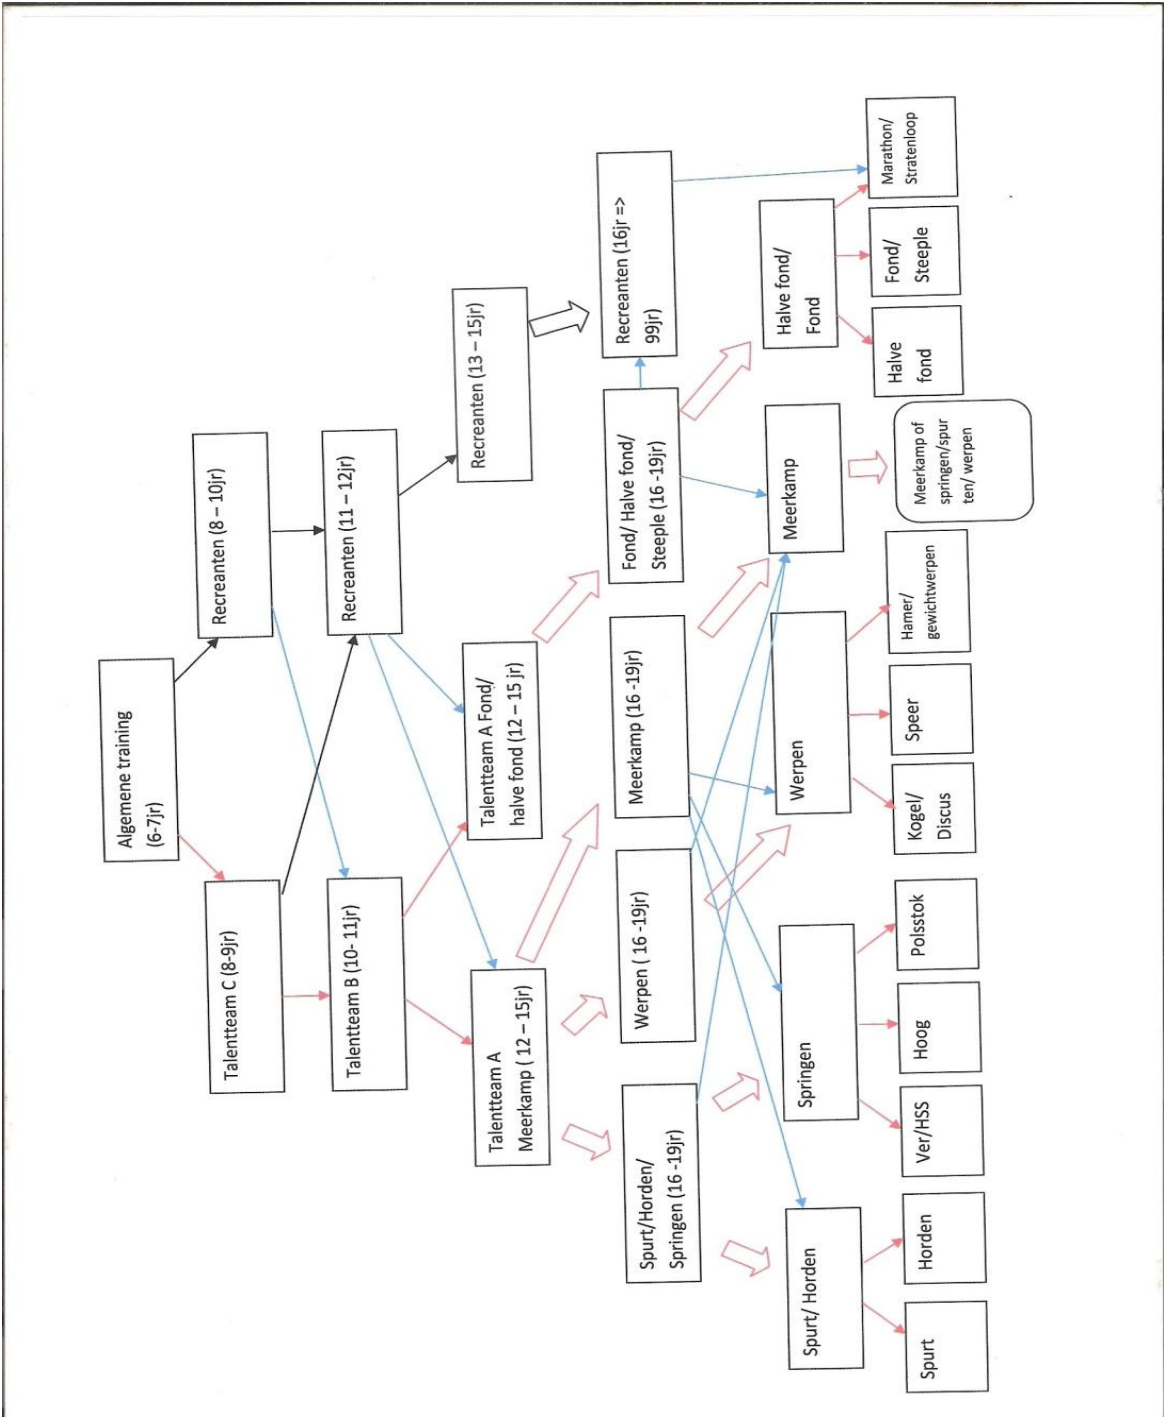 Algemene training
(6-7jr)
Talentteam C (8-9jr)
Recreanten (8 – 10jr)
Talentteam B (10- 11jr)
Recreanten (11 – 12jr)
Talentteam A
Meerkamp ( 12 – 15jr)
Talentteam A Fond/
halve fond (12 – 15 jr)
Recreanten (13 – 15jr)
Spurt/Horden/
Springen (16 -19jr)
Werpen ( 16 -19jr)
Meerkamp (16 -19jr)
Fond/ Halve fond/
Steeple (16 -19jr)
Recreanten (16jr =>
99jr)
Spurt/ Horden
Springen
Werpen
Meerkamp
Halve fond/
Fond
Spurt
Horden
Ver/HSS
Hoog
Polsstok
Kogel/
Discus
Speer
Hamer/
gewichtwerpen
Meerkamp of
springen/spur
ten/ werpen
Halve
fond
Fond/
Steeple
Marathon/
Stratenloop